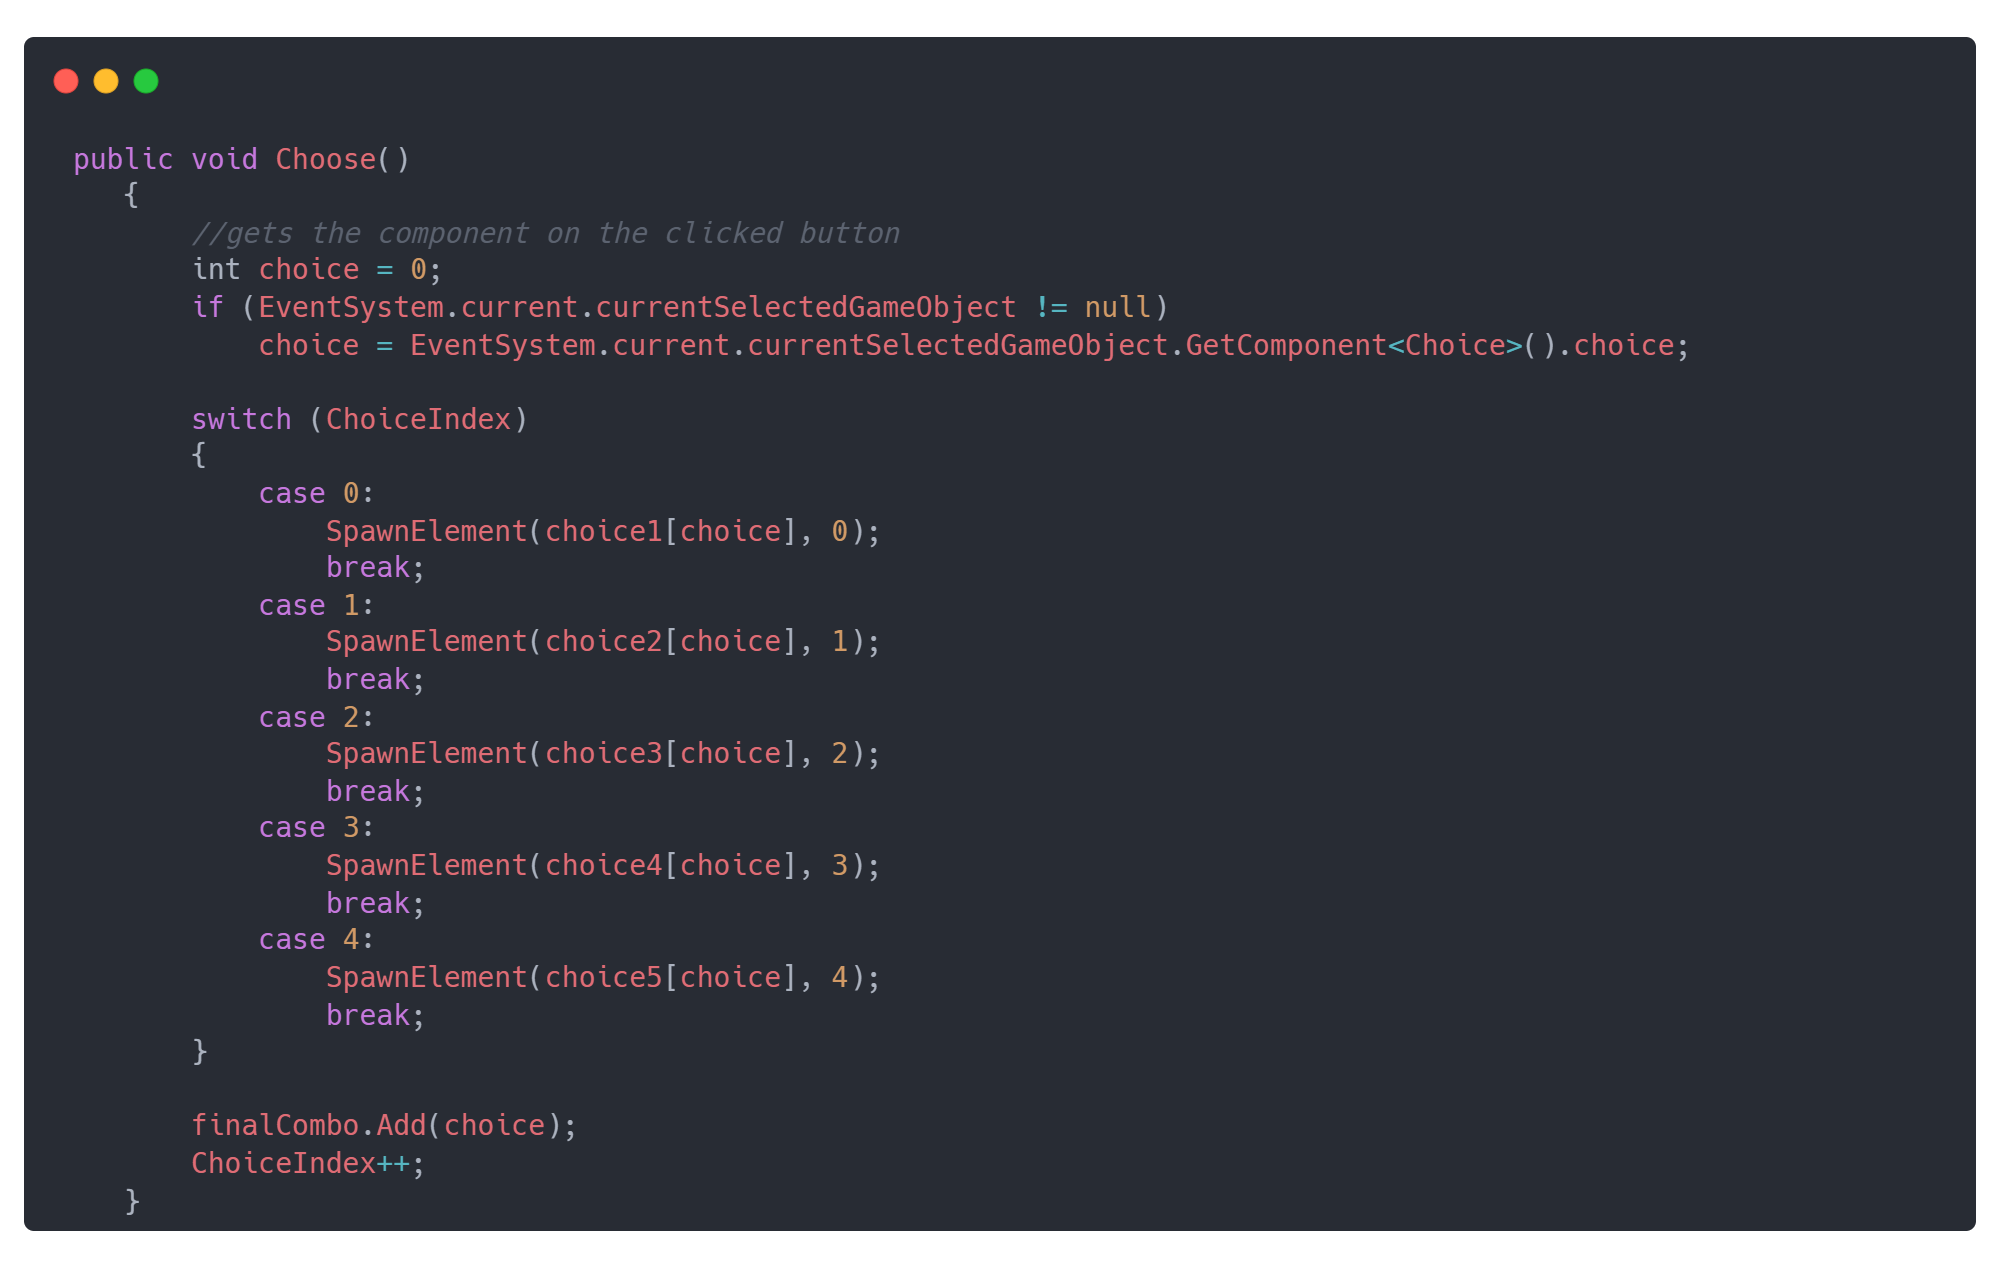 public void Choose()
{
//gets the component on the clicked button
int choice = 0;
if (EventSystem.current.currentSelectedGameObject != null)
choice = EventSystem.current.currentSelectedGameObject.GetComponent<Choice>().choice;
switch (ChoiceIndex)
{
case 0:
SpawnElement(choice1[choice], 0);
break;
case 1:
SpawnElement(choice2[choice], 1);
break;
case 2:
SpawnElement(choice3[choice], 2);
break;
case 3:
SpawnElement(choice4[choice], 3);
break;
case 4:
SpawnElement(choice5[choice], 4);
break;
}
finalCombo.Add(choice);
ChoiceIndex++;
}